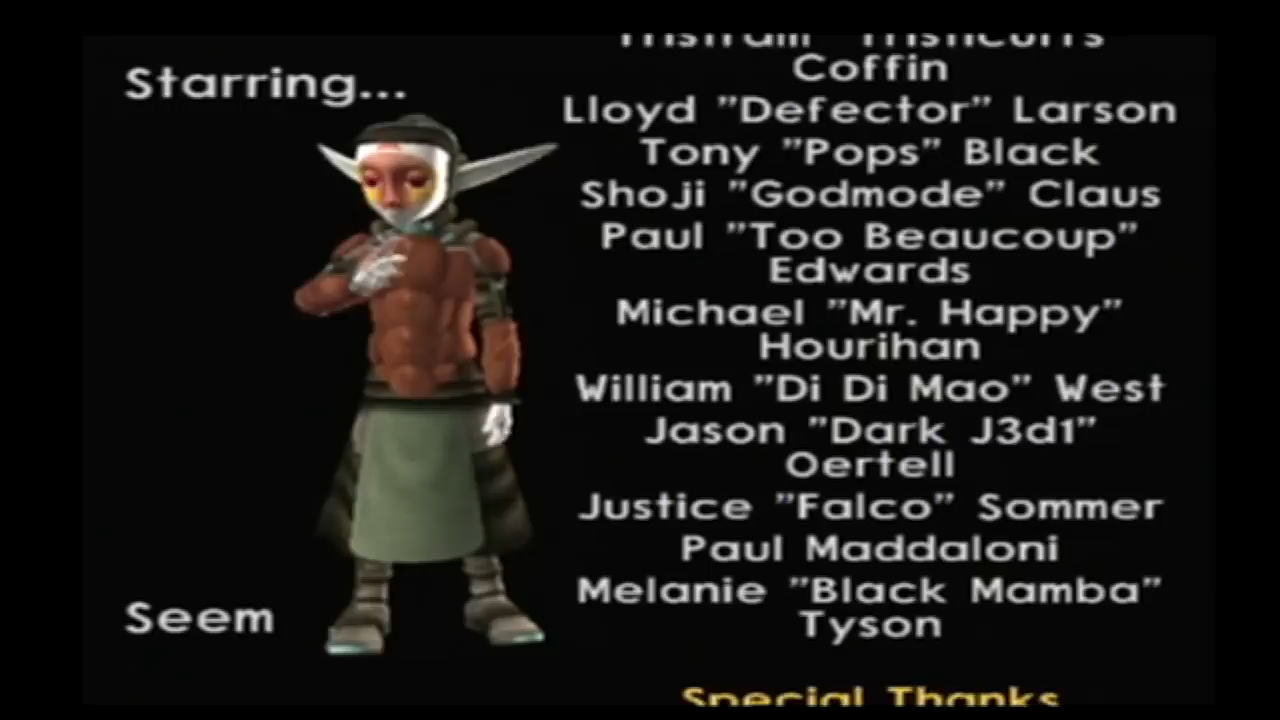 Starring...
Coffin
Lloyd "Defector" Larson
Tony "Pops" Black
Shoji "Godmode" Claus
Paul "Too Beaucoup"
Edwards
Michael "Mr. Happy"
Hourihan
William "Di Di Mao" West
Jason "Dark J3d1"
Oertell
Justice "Falco" Sommer
Paul Maddaloni
Melanie "Black Mamba"
Tyson
Seem
Special Thanks